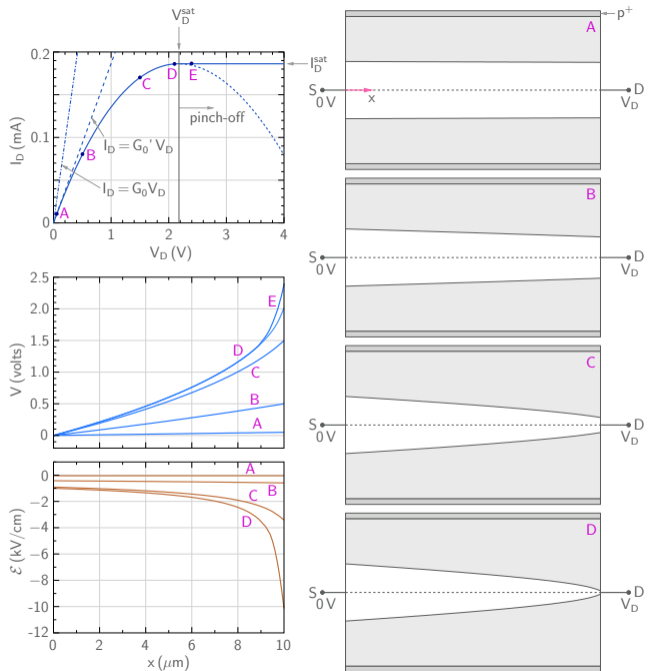 V_D^sat
0.2
0.1
0
I_D (mA)
A
B
C
D
E
I_D^sat
pinch-off
I_D = G_0' V_D
I_D = G_0 V_D
0
1
2
3
4
V_D (V)
2.5
2.0
1.5
1.0
0.5
0
V (volts)
E
D
C
B
A
0
−2
−4
−6
−8
-10
-12
ℰ (kV/cm)
A
B
C
D
0
2
4
6
8
10
x (μm)
A
p⁺
S
0 V
x
D
V_D
B
S
0 V
D
V_D
C
S
0 V
D
V_D
D
S
0 V
D
V_D